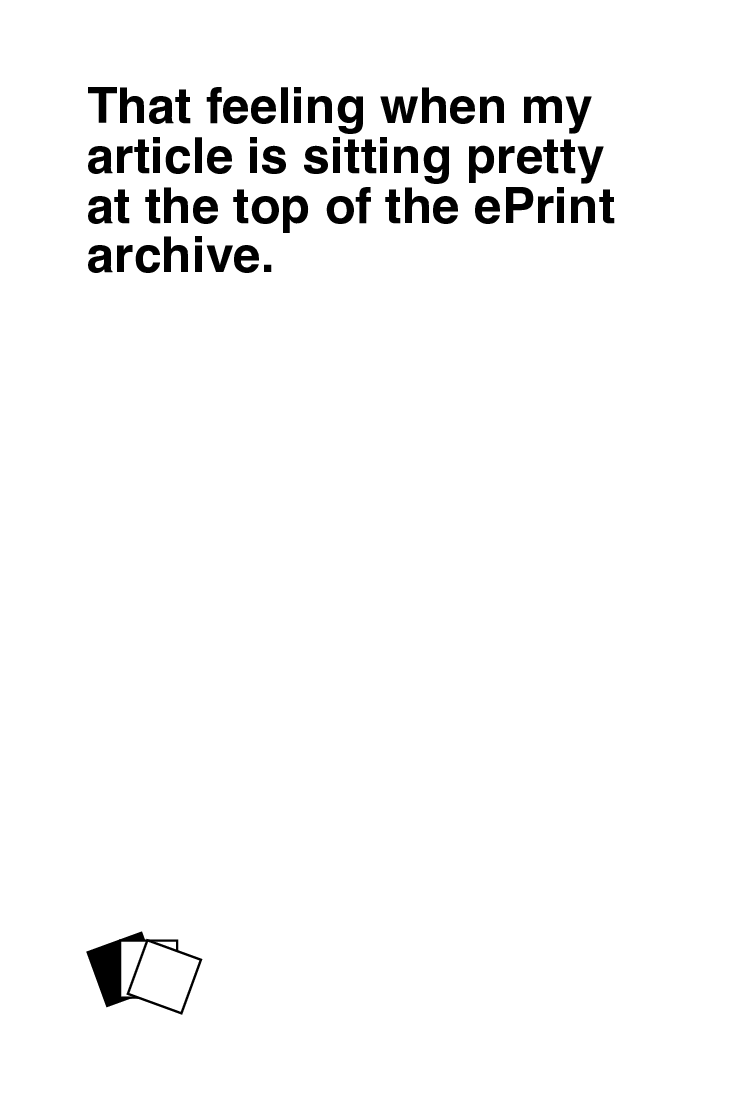 That feeling when my
article is sitting pretty
at the top of the ePrint
archive.